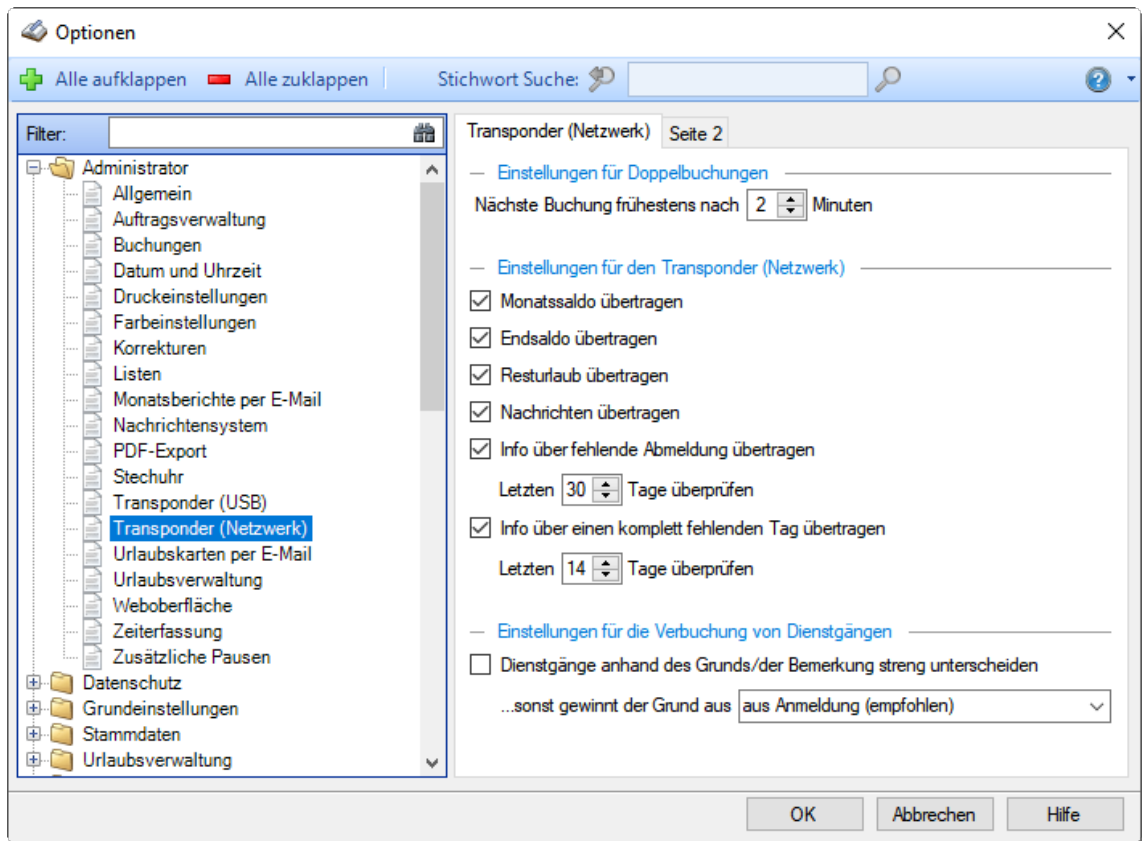 Optionen
Alle aufklappen Alle zuklappen Stichwort Suche:
Filter:
Administrator
Allgemein
Auftragsverwaltung
Buchungen
Datum und Uhrzeit
Druckeinstellungen
Farbeinstellungen
Korrekturen
Listen
Monatsberichte per E-Mail
Nachrichtensystem
PDF-Export
Stechuhr
Transponder (USB)
Transponder (Netzwerk)
Urlaubskarten per E-Mail
Urlaubsverwaltung
Weboberfläche
Zeiterfassung
Zusätzliche Pausen
Datenschutz
Grundeinstellungen
Stammdaten
Urlaubsverwaltung
Transponder (Netzwerk) Seite 2
Einstellungen für Doppelbuchungen
Nächste Buchung frühestens nach 2 Minuten
Einstellungen für den Transponder (Netzwerk)
Monatssaldo übertragen
Endsaldo übertragen
Resturlaub übertragen
Nachrichten übertragen
Info über fehlende Abmeldung übertragen
Letzten 30 Tage überprüfen
Info über einen komplett fehlenden Tag übertragen
Letzten 14 Tage überprüfen
Einstellungen für die Verbuchung von Dienstgängen
Dienstgänge anhand des Grunds/der Bemerkung streng unterscheiden
...sonst gewinnt der Grund aus aus Anmeldung (empfohlen)
OK Abbrechen Hilfe